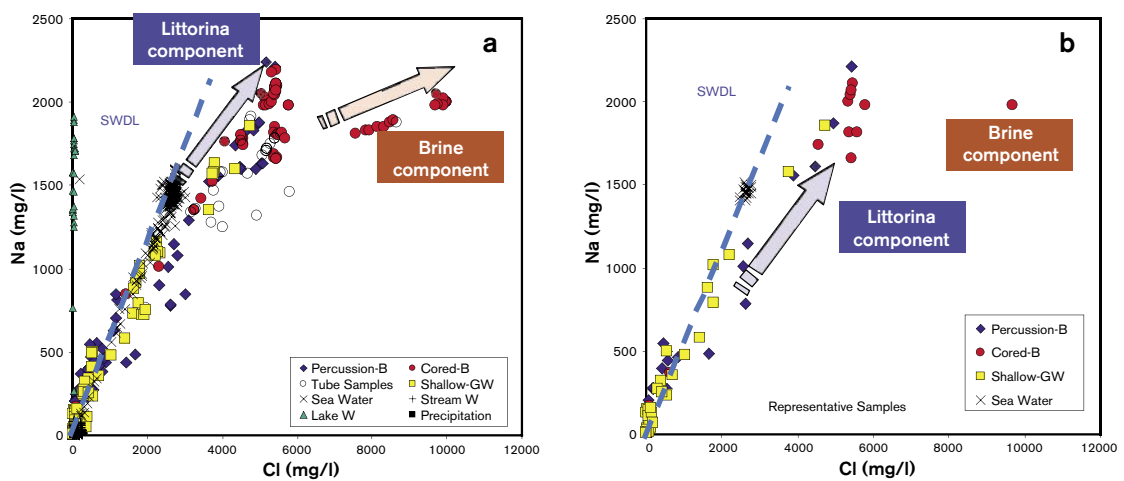 2500
2000
1500
1000
500
0
Na (mg/l)
Littorina
component
a
SWDL
Brine
component
Percussion-B
Cored-B
Tube Samples
Shallow-GW
Sea Water
Stream W
Lake W
Precipitation
0
2000
4000
6000
8000
10000
12000
Cl (mg/l)
2500
2000
1500
1000
500
0
Na (mg/l)
b
SWDL
Brine
component
Littorina
component
Percussion-B
Cored-B
Shallow-GW
Sea Water
Representative Samples
0
2000
4000
6000
8000
10000
12000
Cl (mg/l)